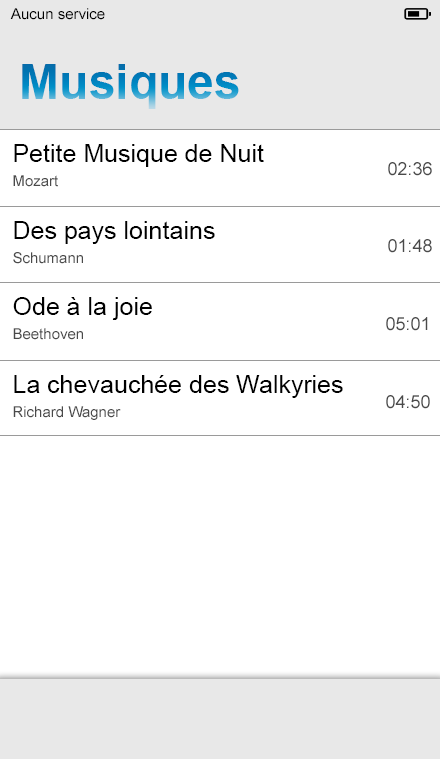 Aucun service
Musiques
Petite Musique de Nuit
Mozart
02:36
Des pays lointains
Schumann
01:48
Ode à la joie
Beethoven
05:01
La chevauchée des Walkyries
Richard Wagner
04:50